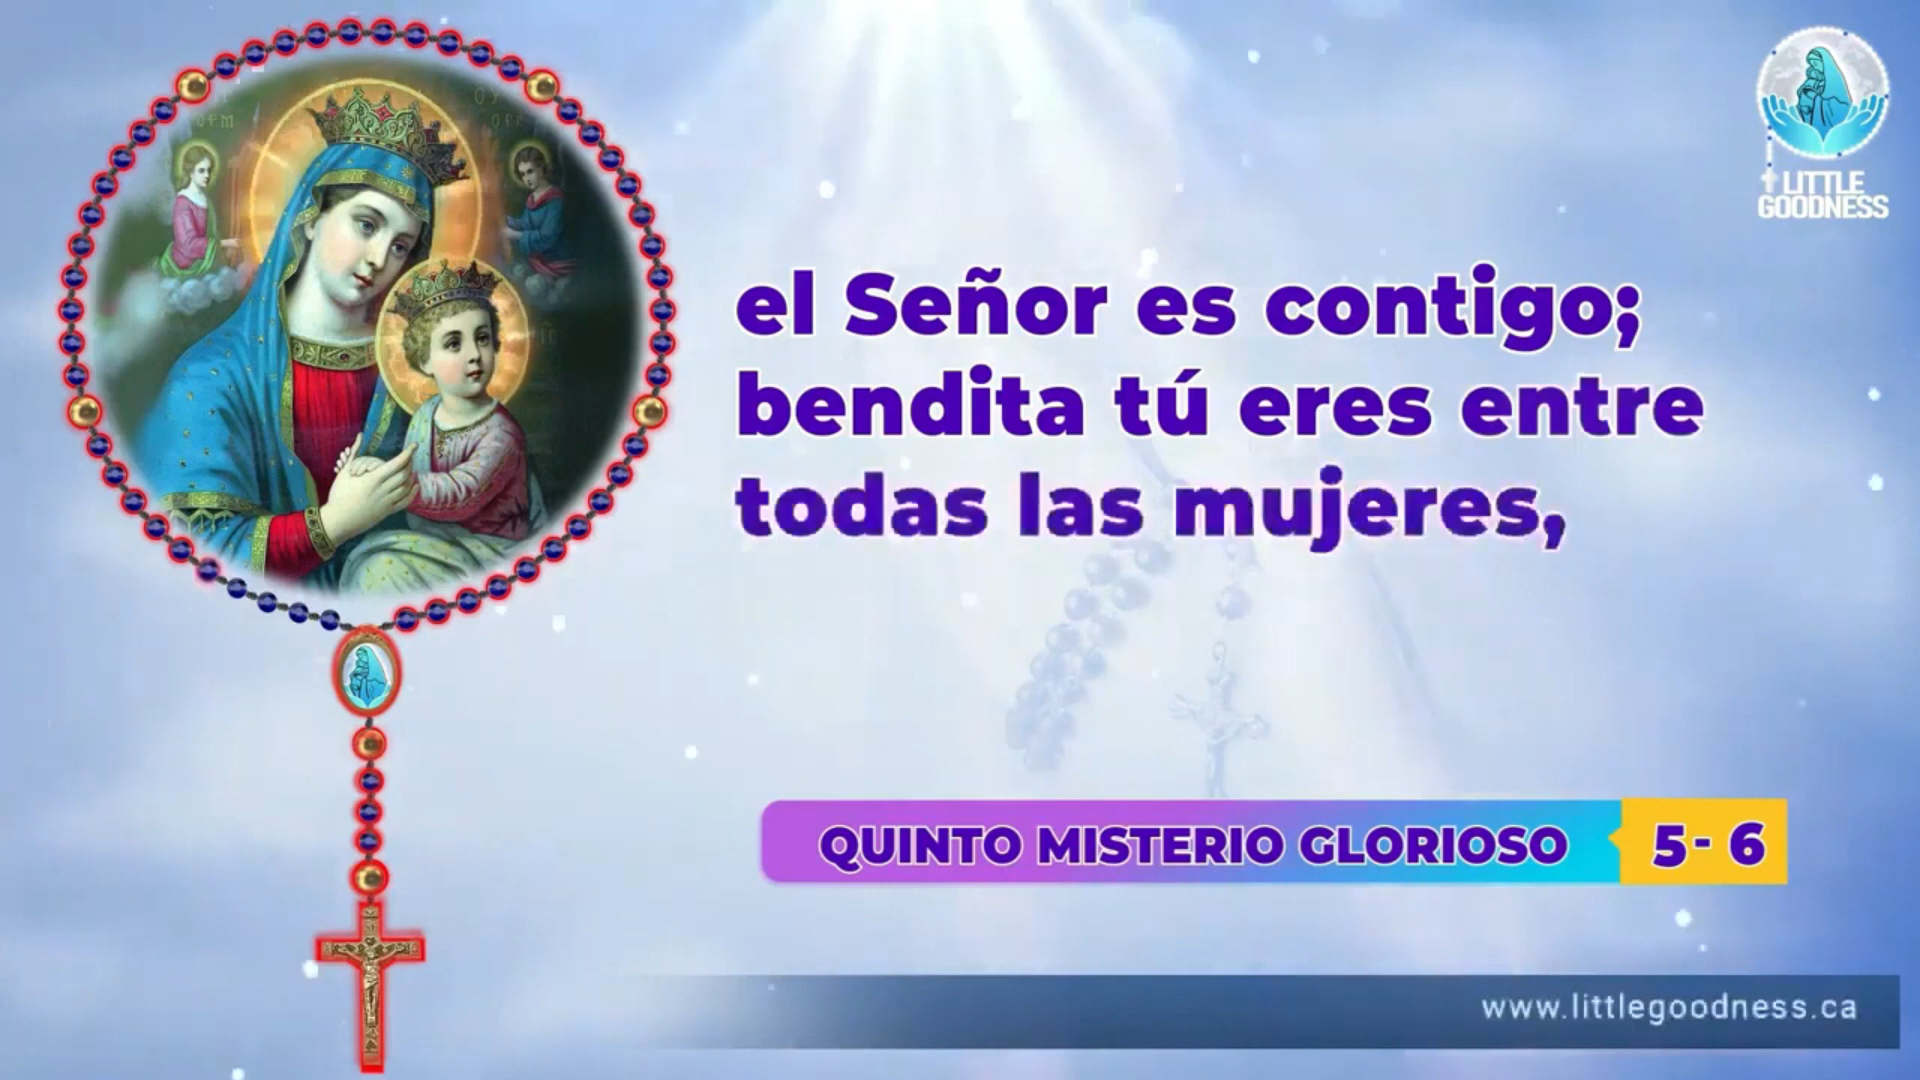 LITTLE
GOODNESS
el Señor es contigo;
bendita tú eres entre
todas las mujeres,
QUINTO MISTERIO GLORIOSO 5- 6
www.littlegoodness.ca